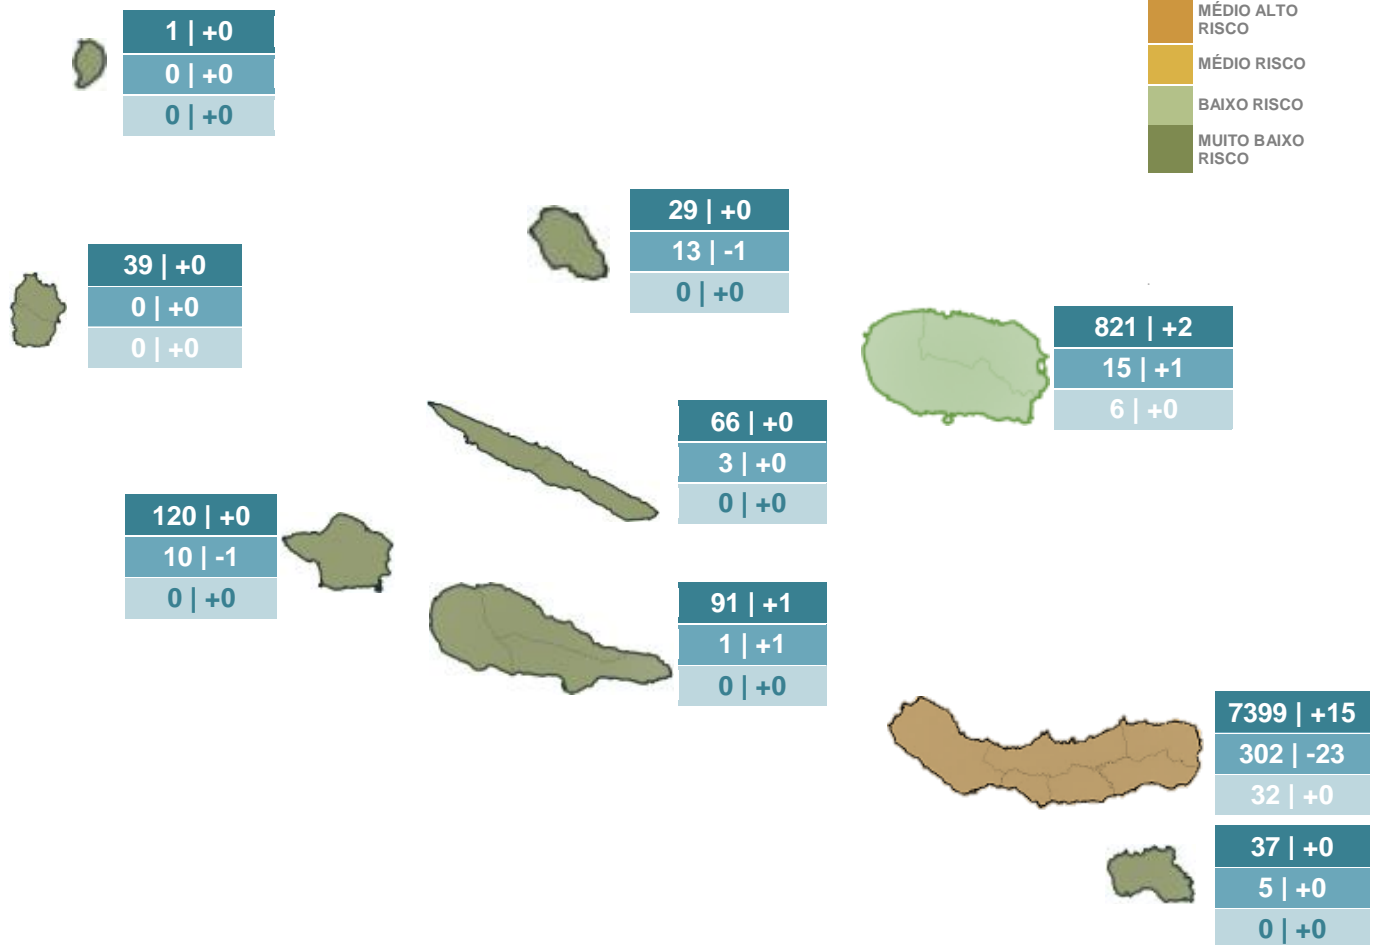 MÉDIO ALTO
RISCO
MÉDIO RISCO
BAIXO RISCO
MUITO BAIXO
RISCO
1 | +0
0 | +0
0 | +0
29 | +0
13 | -1
0 | +0
39 | +0
0 | +0
0 | +0
821 | +2
15 | +1
6 | +0
66 | +0
3 | +0
0 | +0
120 | +0
10 | -1
0 | +0
91 | +1
1 | +1
0 | +0
7399 | +15
302 | -23
32 | +0
37 | +0
5 | +0
0 | +0